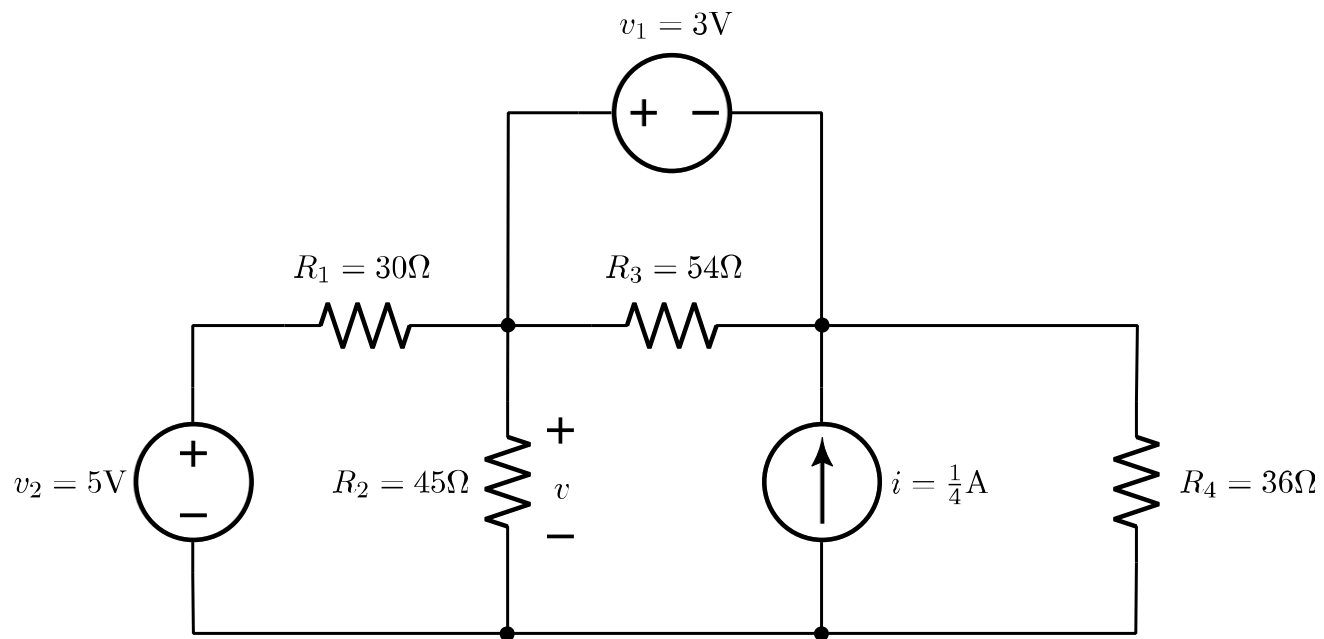 v₁ = 3V
R₁ = 30Ω
R₃ = 54Ω
v₂ = 5V
+
−
R₂ = 45Ω
+
v
−
i = ¼A
R₄ = 36Ω
+ −